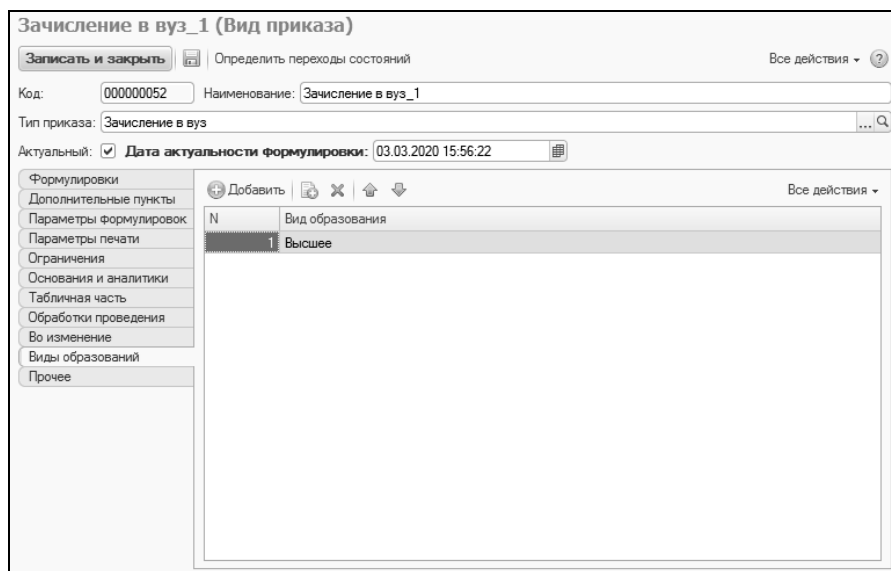 Зачисление в вуз_1 (Вид приказа)
Записать и закрыть Определить переходы состояний Все действия ?
Код: 000000052 Наименование: Зачисление в вуз_1
Тип приказа: Зачисление в вуз ...
Актуальный: Дата актуальности формулировки: 03.03.2020 15:56:22
Формулировки
Дополнительные пункты
Параметры формулировок
Параметры печати
Ограничения
Основания и аналитики
Табличная часть
Обработки проведения
Во изменение
Виды образований
Прочее
Добавить Все действия
N Вид образования
1 Высшее